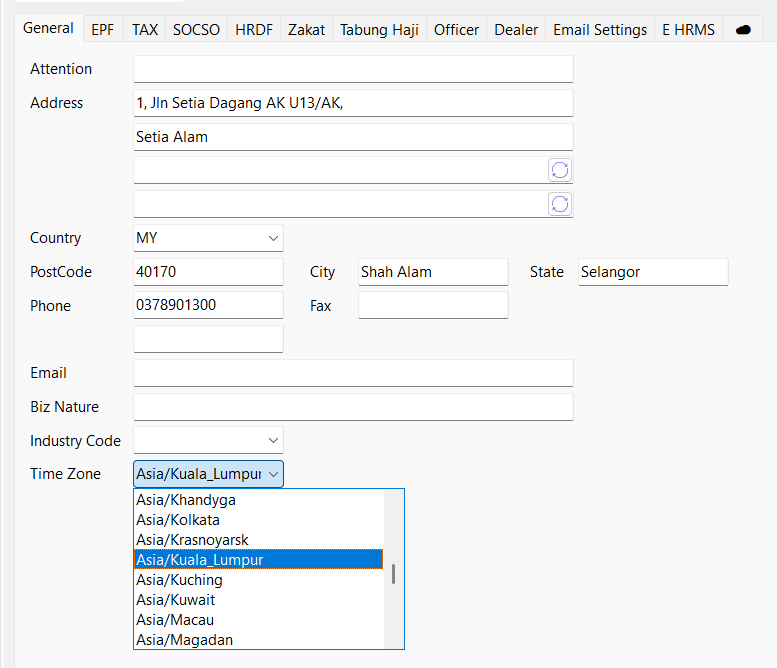 General EPF TAX SOCSO HRDF Zakat Tabung Haji Officer Dealer Email Settings E HRMS
Attention
Address 1, Jln Setia Dagang AK U13/AK,
Setia Alam
Country MY
PostCode 40170 City Shah Alam State Selangor
Phone 0378901300 Fax
Email
Biz Nature
Industry Code
Time Zone Asia/Kuala_Lumpur
Asia/Khandyga
Asia/Kolkata
Asia/Krasnoyarsk
Asia/Kuala_Lumpur
Asia/Kuching
Asia/Kuwait
Asia/Macau
Asia/Magadan